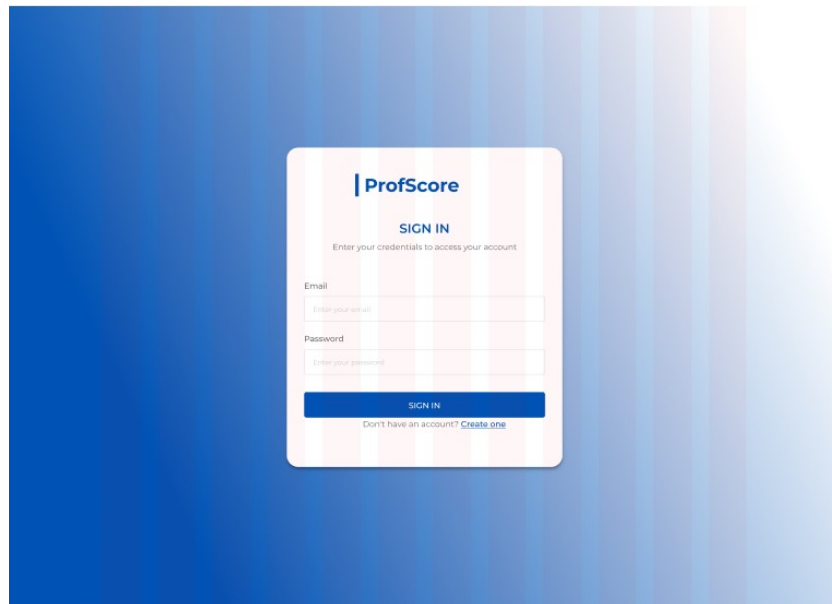 ProfScore
SIGN IN
Enter your credentials to access your account
Email
Enter your email
Password
Enter your password
SIGN IN
Don't have an account? Create one